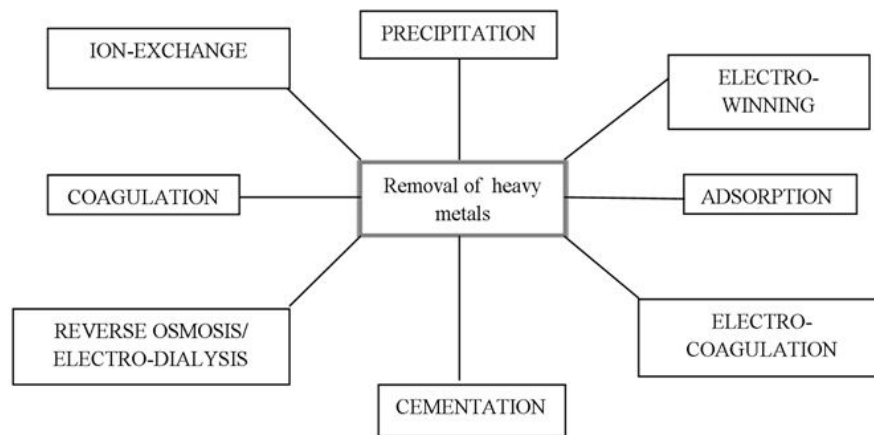 PRECIPITATION
ION-EXCHANGE
ELECTRO-
WINNING
COAGULATION
Removal of heavy
metals
ADSORPTION
REVERSE OSMOSIS/
ELECTRO-DIALYSIS
ELECTRO-
COAGULATION
CEMENTATION